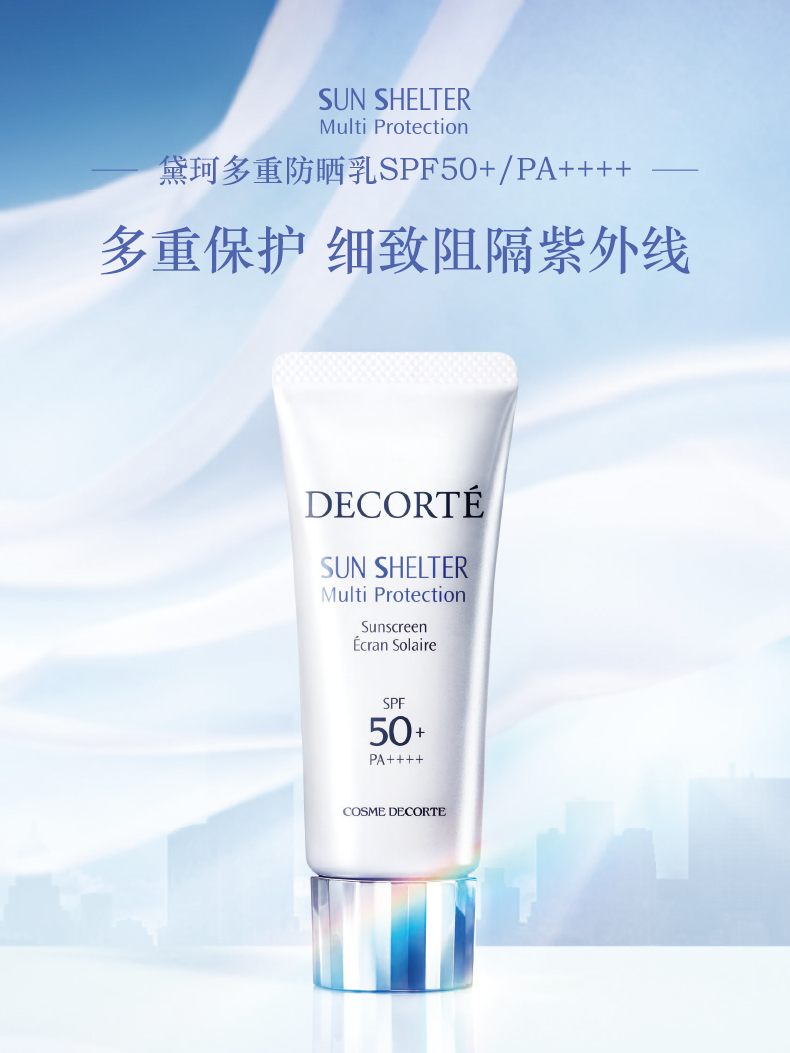 SUN SHELTER
Multi Protection
黛珂多重防晒乳SPF50+/PA++++
多重保护 细致阻隔紫外线
DECORTÉ
SUN SHELTER
Multi Protection
Sunscreen
Écran Solaire
SPF
50+
PA++++
COSME DECORTE